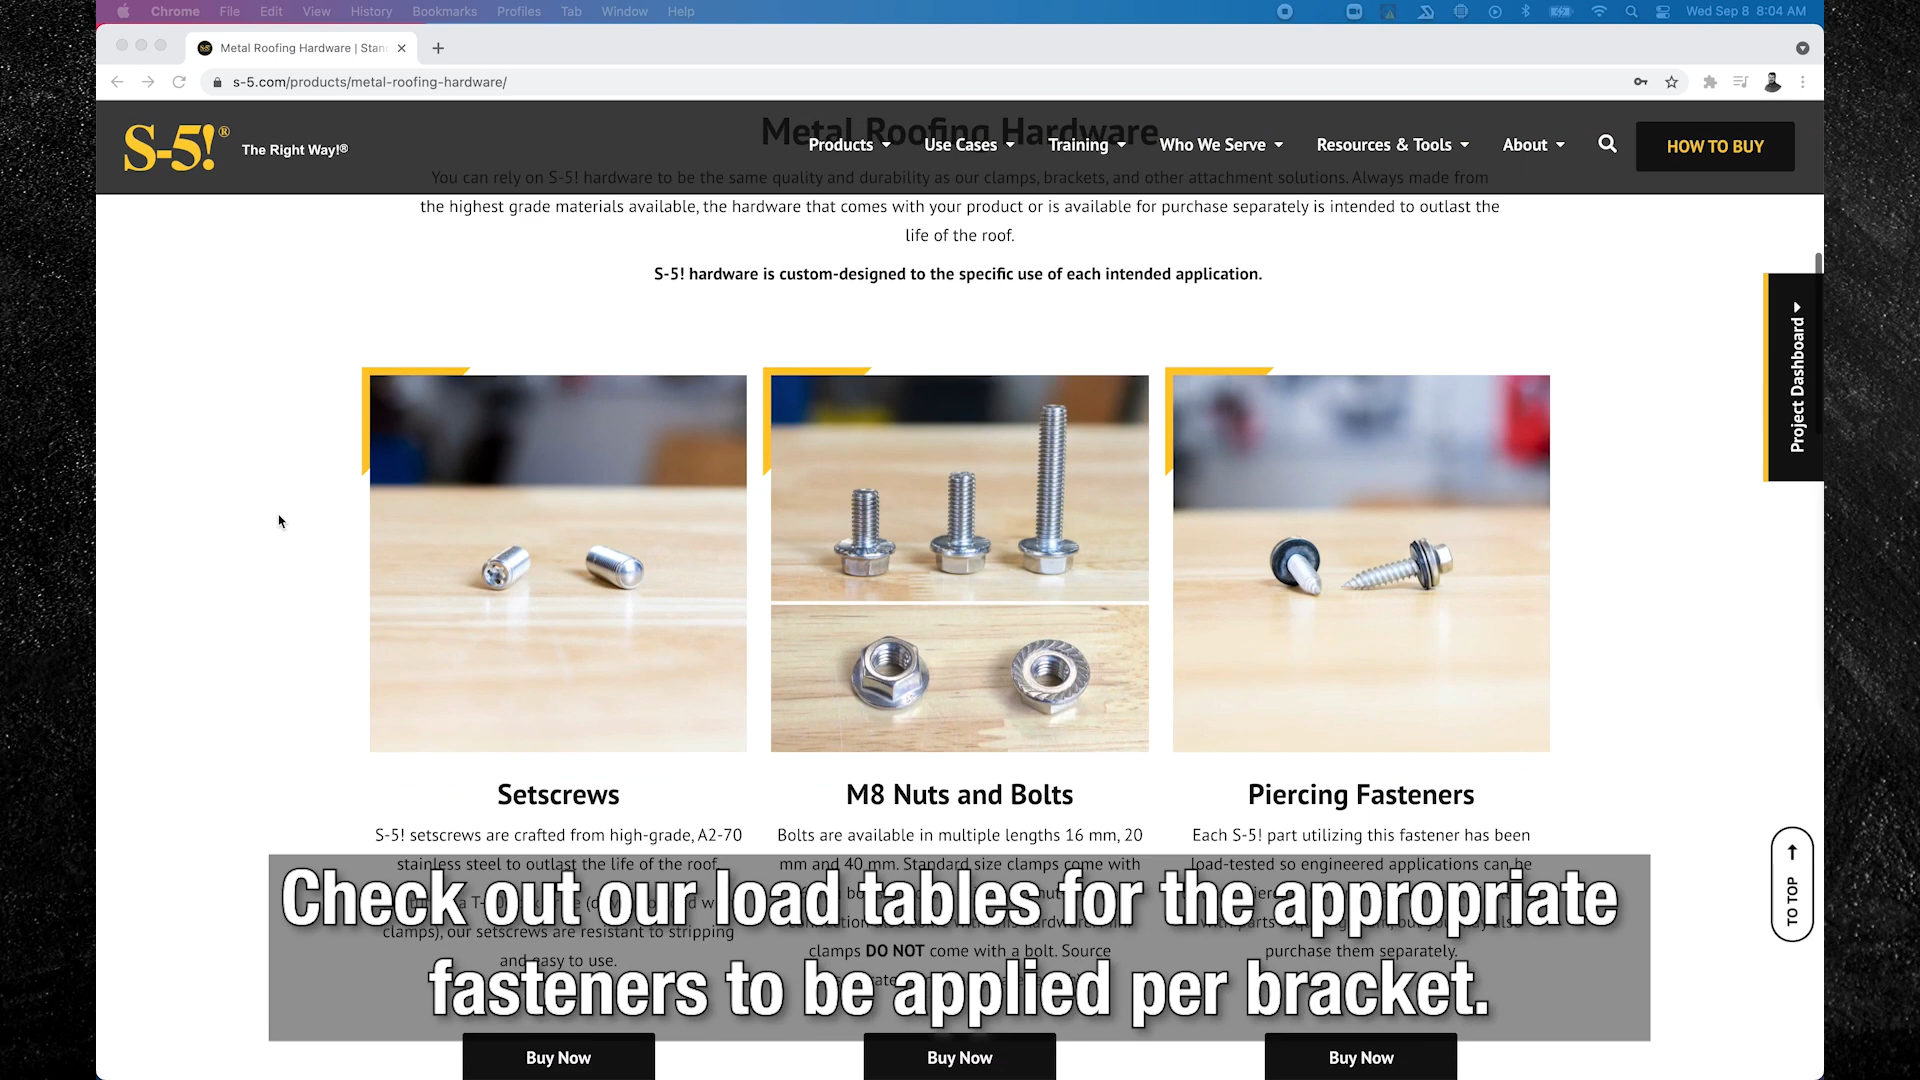 Chrome File Edit View History Bookmarks Profiles Tab Window Help Wed Sep 8 8:04 AM
Metal Roofing Hardware | Stan
s-5.com/products/metal-roofing-hardware/
Metal Roofing Hardware
S-5!® The Right Way!® Products Use Cases Training Who We Serve Resources & Tools About HOW TO BUY
You can rely on S-5! hardware to be the same quality and durability as our clamps, brackets, and other attachment solutions. Always made from
the highest grade materials available, the hardware that comes with your product or is available for purchase separately is intended to outlast the
life of the roof.
S-5! hardware is custom-designed to the specific use of each intended application.
Project Dashboard
Setscrews
S-5! setscrews are crafted from high-grade, A2-70
stainless steel to outlast the life of the roof.
clamps), our setscrews are resistant to stripping
and easy to use.
Buy Now
M8 Nuts and Bolts
Bolts are available in multiple lengths 16 mm, 20
mm and 40 mm. Standard size clamps come with
clamps DO NOT come with a bolt. Source
Buy Now
Piercing Fasteners
Each S-5! part utilizing this fastener has been
load-tested so engineered applications can be
purchase them separately.
Buy Now
TO TOP
Check out our load tables for the appropriate
fasteners to be applied per bracket.